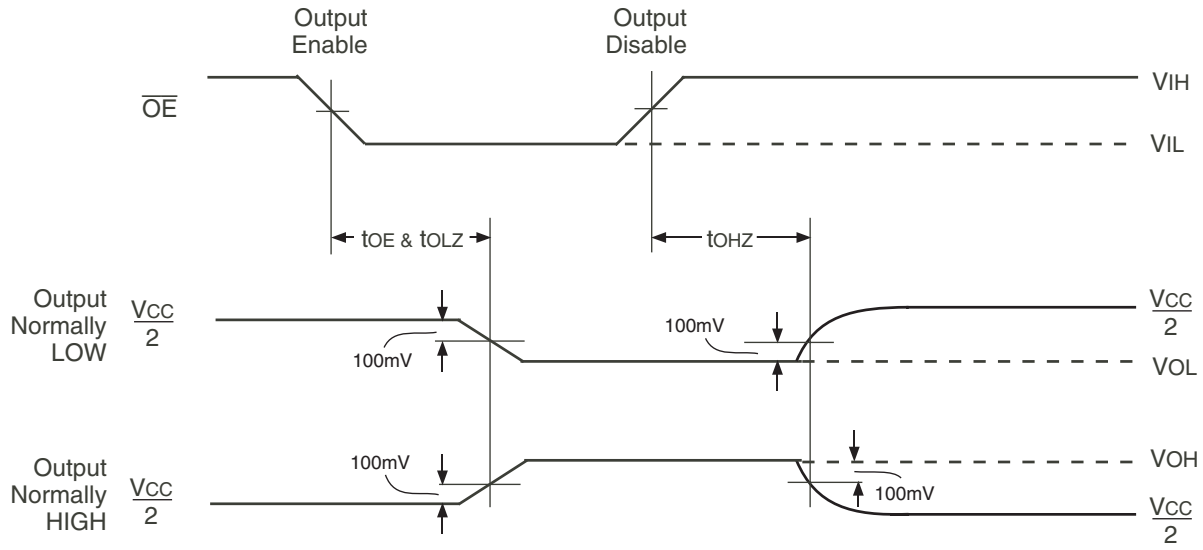 Output
Enable
Output
Disable
OE
VIH
VIL
tOE & tOLZ
tOHZ
Output
Normally
LOW
VCC
2
100mV
100mV
VCC
2
VOL
Output
Normally
HIGH
VCC
2
100mV
VOH
100mV
VCC
2